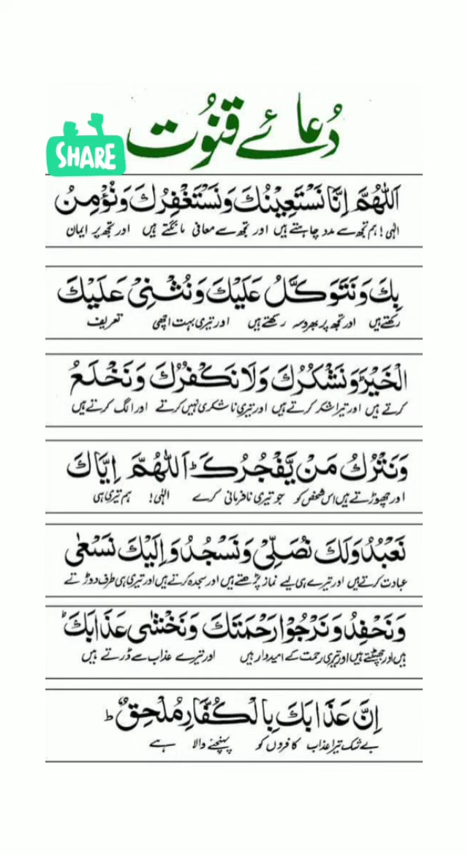 دُعائے قنُوت
SHARE
اَللّٰهُمَّ اِنَّا نَسْتَعِيْنُكَ وَنَسْتَغْفِرُكَ وَنُؤْمِنُ
الٰہی! ہم تجھ سے مدد چاہتے ہیں اور تجھ سے معافی مانگتے ہیں اور تجھ پر ایمان
بِكَ وَنَتَوَكَّلُ عَلَيْكَ وَنُثْنِىْ عَلَيْكَ
رکھتے ہیں اور تجھ پر بھروسہ رکھتے ہیں اور تیری بہت اچھی تعریف
الْخَيْرَ وَنَشْكُرُكَ وَلَا نَكْفُرُكَ وَنَخْلَعُ
کرتے ہیں اور تیرا شکر کرتے ہیں اور تیری ناشکری نہیں کرتے اور الگ کرتے ہیں
وَنَتْرُكُ مَنْ يَّفْجُرُكَ ؕ اَللّٰهُمَّ اِيَّاكَ
اور چھوڑتے ہیں اس شخص کو جو تیری نافرمانی کرے الٰہی! ہم تیری ہی
نَعْبُدُ وَلَكَ نُصَلِّىْ وَنَسْجُدُ وَاِلَيْكَ نَسْعٰى
عبادت کرتے ہیں اور تیرے ہی لیے نماز پڑھتے ہیں اور سجدہ کرتے ہیں اور تیری ہی طرف دوڑتے
وَنَحْفِدُ وَنَرْجُوْا رَحْمَتَكَ وَنَخْشٰى عَذَابَكَ ؕ
ہیں اور جھپٹتے ہیں اور تیری رحمت کے امیدوار ہیں اور تیرے عذاب سے ڈرتے ہیں
اِنَّ عَذَابَكَ بِالْكُفَّارِ مُلْحِقٌ ؕ
بے شک تیرا عذاب کافروں کو پہنچنے والا ہے